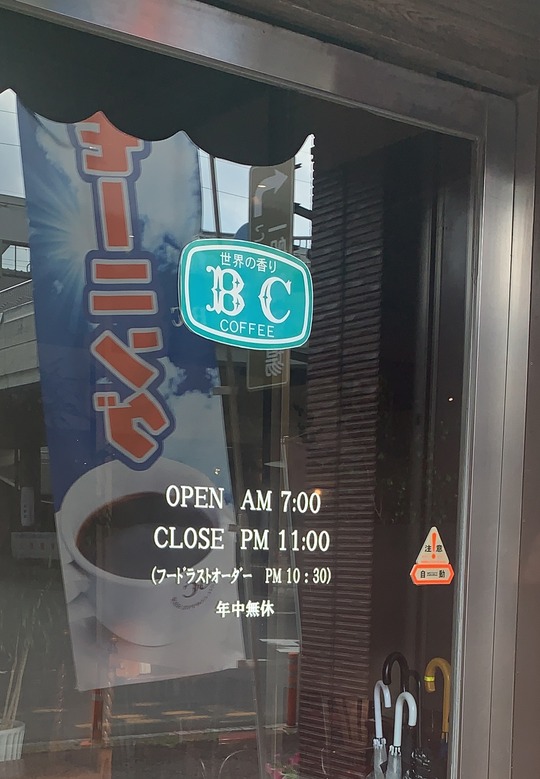 世界の香り
BC
COFFEE
OPEN AM 7:00
CLOSE PM 11:00
(フードラストオーダー PM 10:30)
年中無休
注意
自動
モーニング